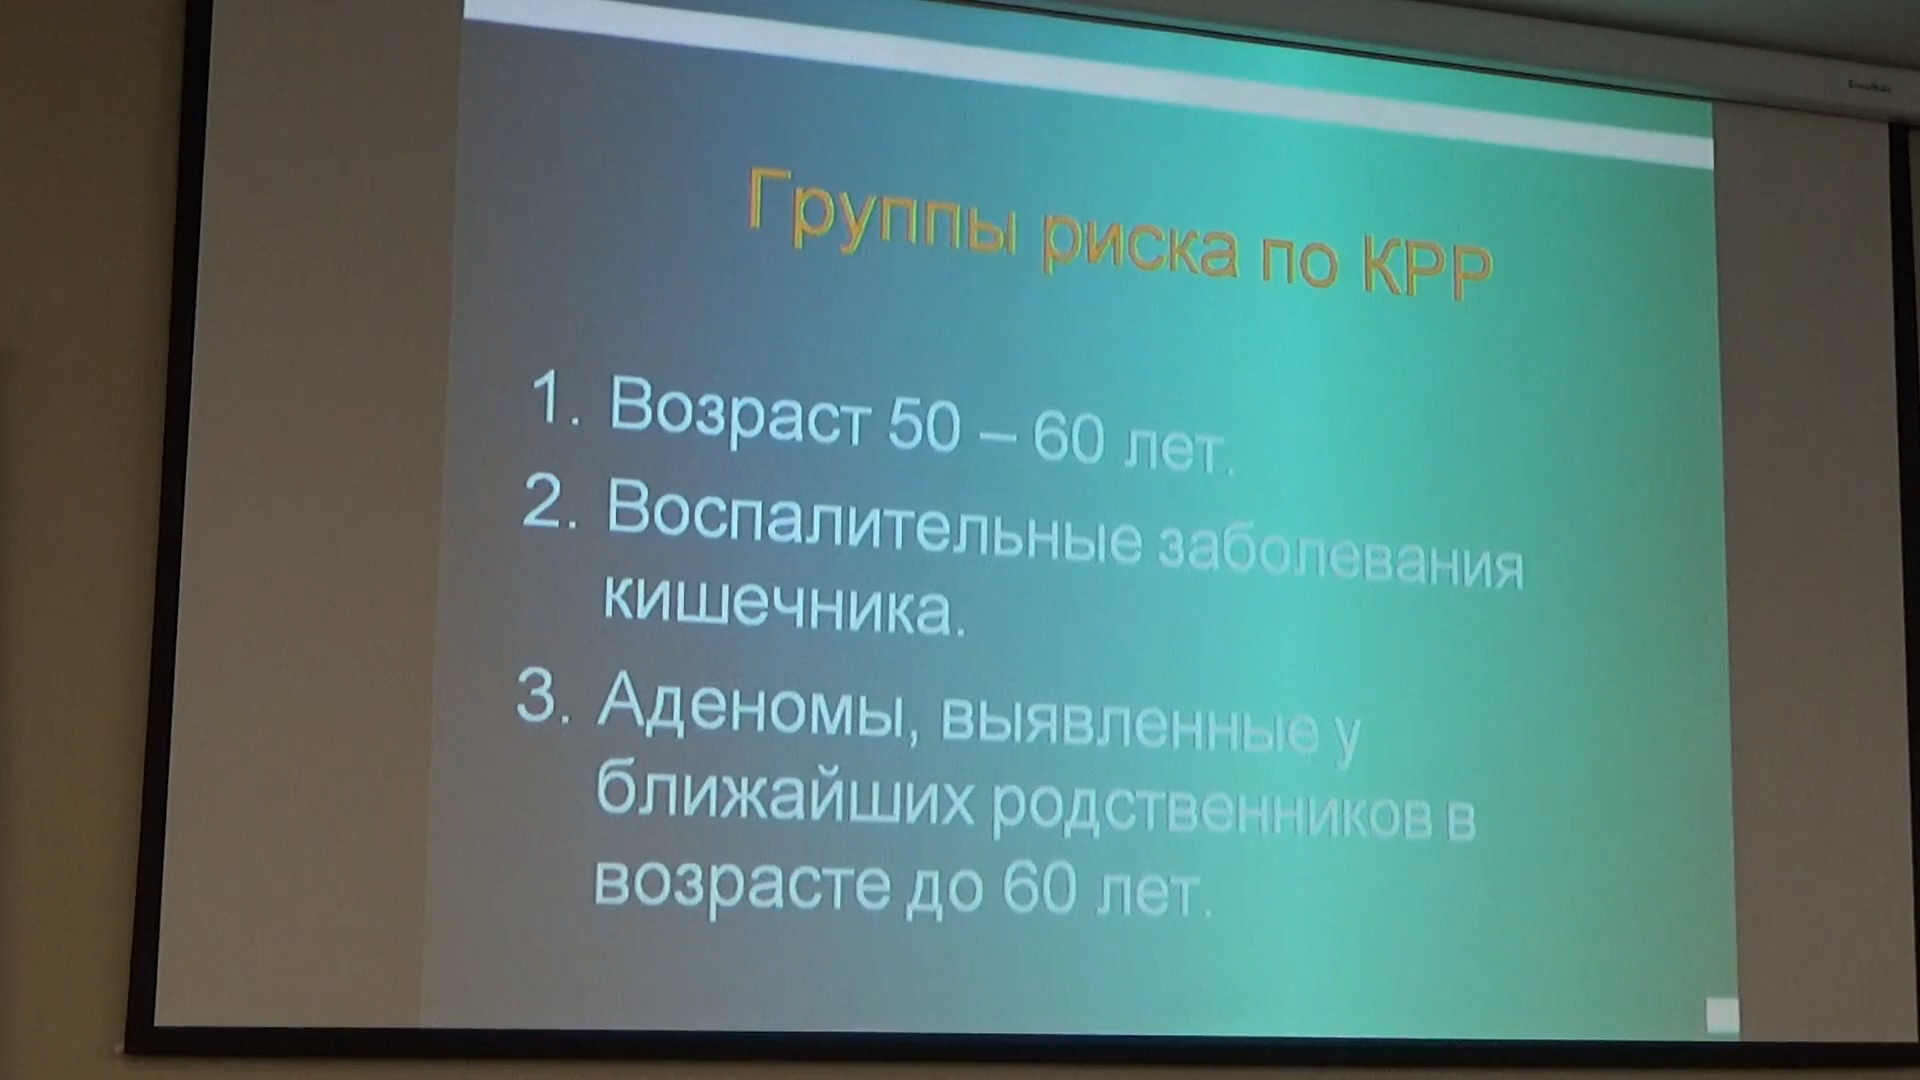 Группы риска по КРР
1. Возраст 50 – 60 лет.
2. Воспалительные заболевания
кишечника.
3. Аденомы, выявленные у
ближайших родственников в
возрасте до 60 лет.